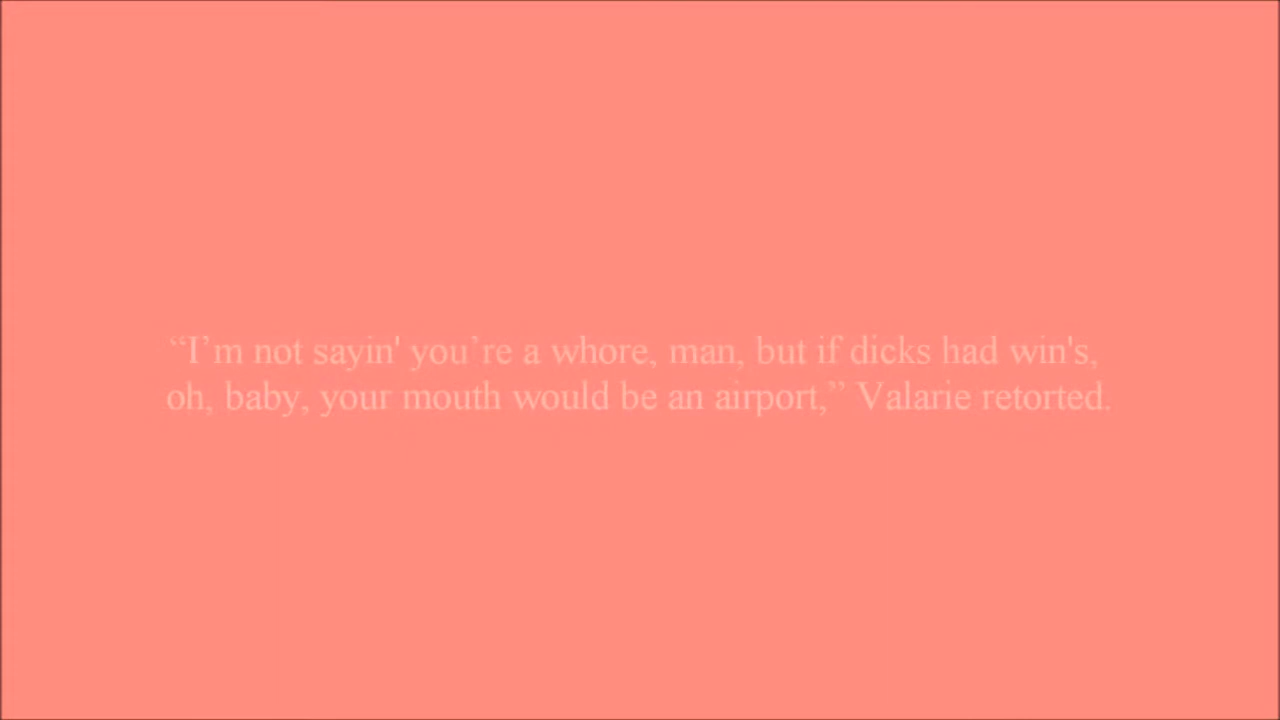 “I’m not sayin' you’re a whore, man, but if dicks had win's,
oh, baby, your mouth would be an airport,” Valarie retorted.